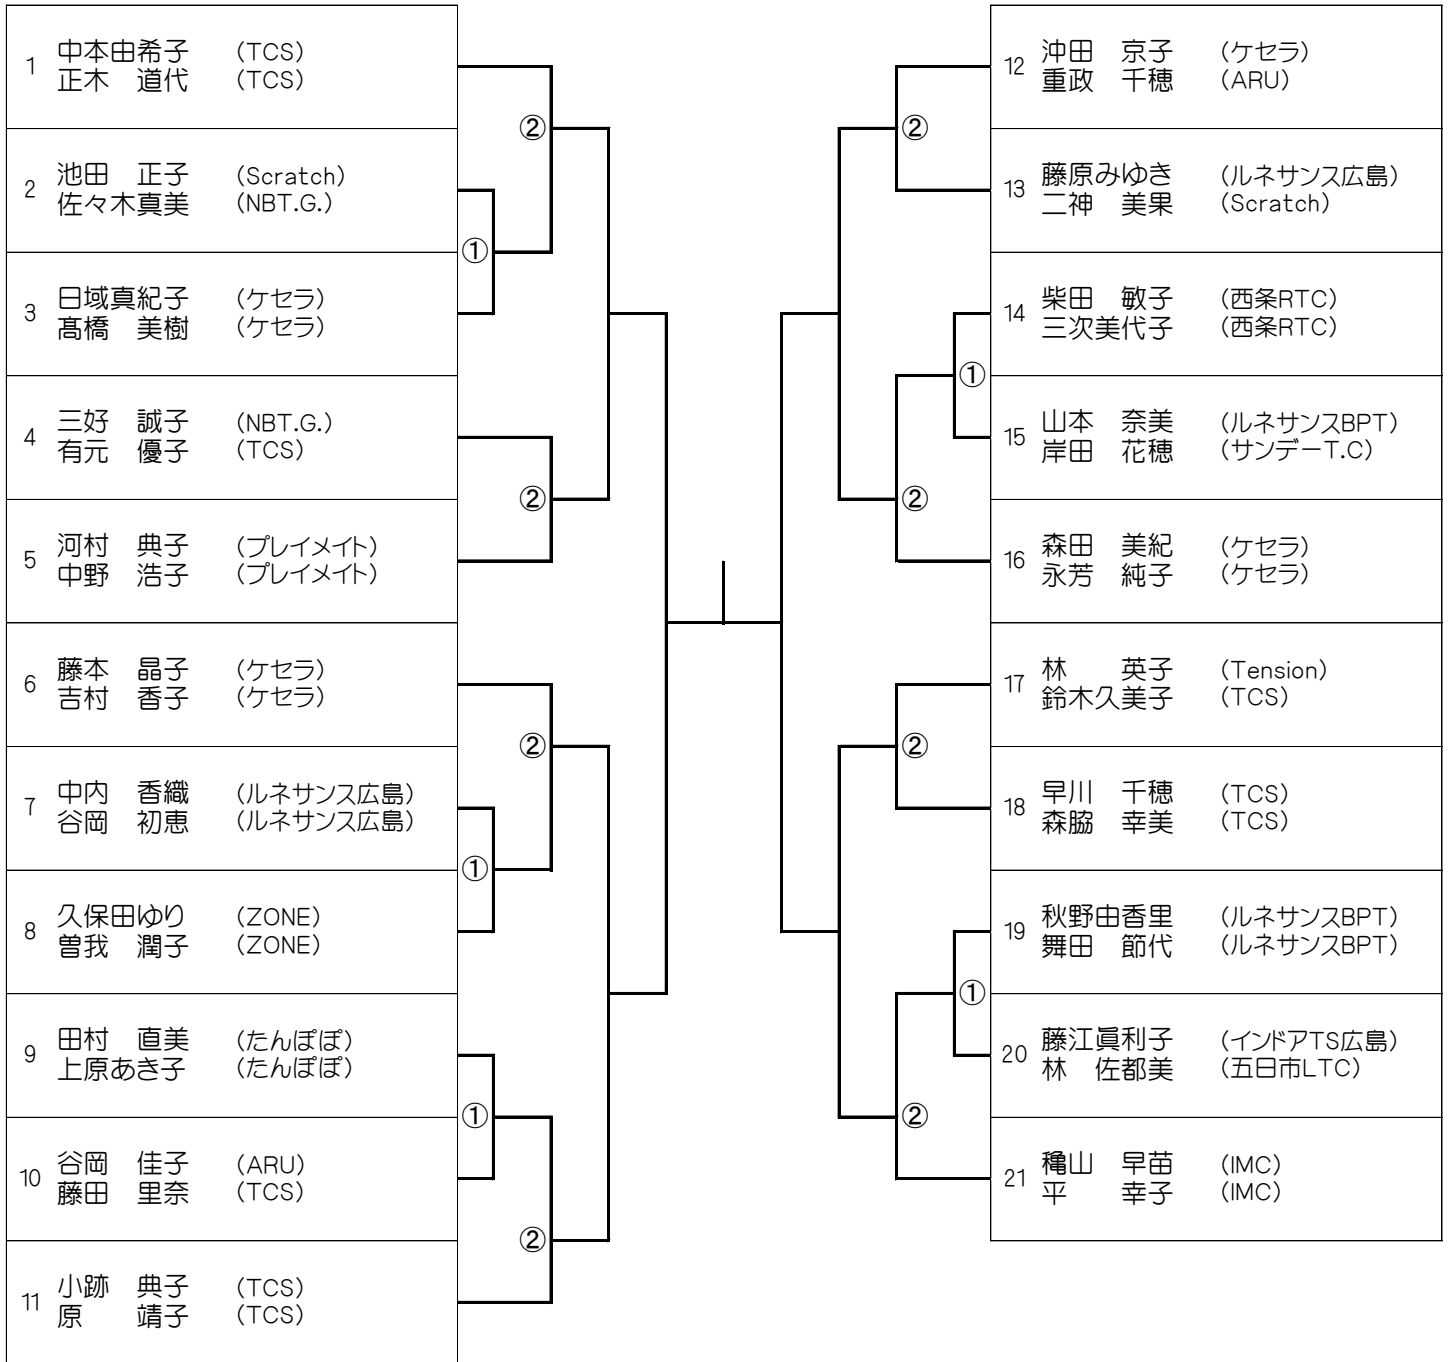 1 中本由希子 (TCS)
正木 道代 (TCS)
2 池田 正子 (Scratch)
佐々木真美 (NBT.G.)
3 日域真紀子 (ケセラ)
髙橋 美樹 (ケセラ)
4 三好 誠子 (NBT.G.)
有元 優子 (TCS)
5 河村 典子 (プレイメイト)
中野 浩子 (プレイメイト)
6 藤本 晶子 (ケセラ)
吉村 香子 (ケセラ)
7 中内 香織 (ルネサンス広島)
谷岡 初恵 (ルネサンス広島)
8 久保田ゆり (ZONE)
曽我 潤子 (ZONE)
9 田村 直美 (たんぽぽ)
上原あき子 (たんぽぽ)
10 谷岡 佳子 (ARU)
藤田 里奈 (TCS)
11 小跡 典子 (TCS)
原 靖子 (TCS)
②
①
②
②
①
①
②
②
①
②
②
①
②
12 沖田 京子 (ケセラ)
重政 千穂 (ARU)
13 藤原みゆき (ルネサンス広島)
二神 美果 (Scratch)
14 柴田 敏子 (西条RTC)
三次美代子 (西条RTC)
15 山本 奈美 (ルネサンスBPT)
岸田 花穂 (サンデーT.C)
16 森田 美紀 (ケセラ)
永芳 純子 (ケセラ)
17 林 英子 (Tension)
鈴木久美子 (TCS)
18 早川 千穂 (TCS)
森脇 幸美 (TCS)
19 秋野由香里 (ルネサンスBPT)
舞田 節代 (ルネサンスBPT)
20 藤江眞利子 (インドアTS広島)
林 佐都美 (五日市LTC)
21 龝山 早苗 (IMC)
平 幸子 (IMC)